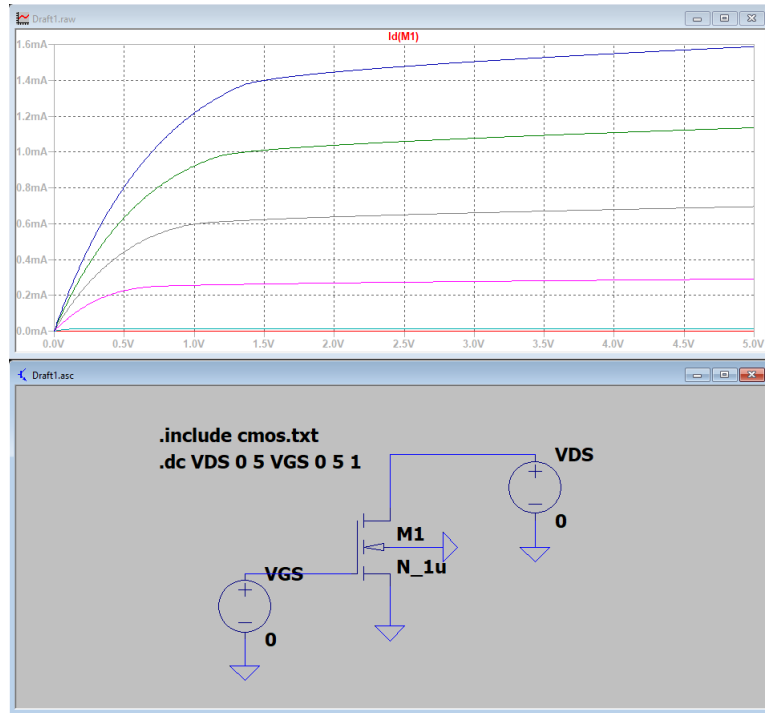 Draft1.raw
Id(M1)
1.6mA
1.4mA
1.2mA
1.0mA
0.8mA
0.6mA
0.4mA
0.2mA
0.0mA
0.0V 0.5V 1.0V 1.5V 2.0V 2.5V 3.0V 3.5V 4.0V 4.5V 5.0V
Draft1.asc
.include cmos.txt
.dc VDS 0 5 VGS 0 5 1
VDS
M1
0
N_1u
VGS
0